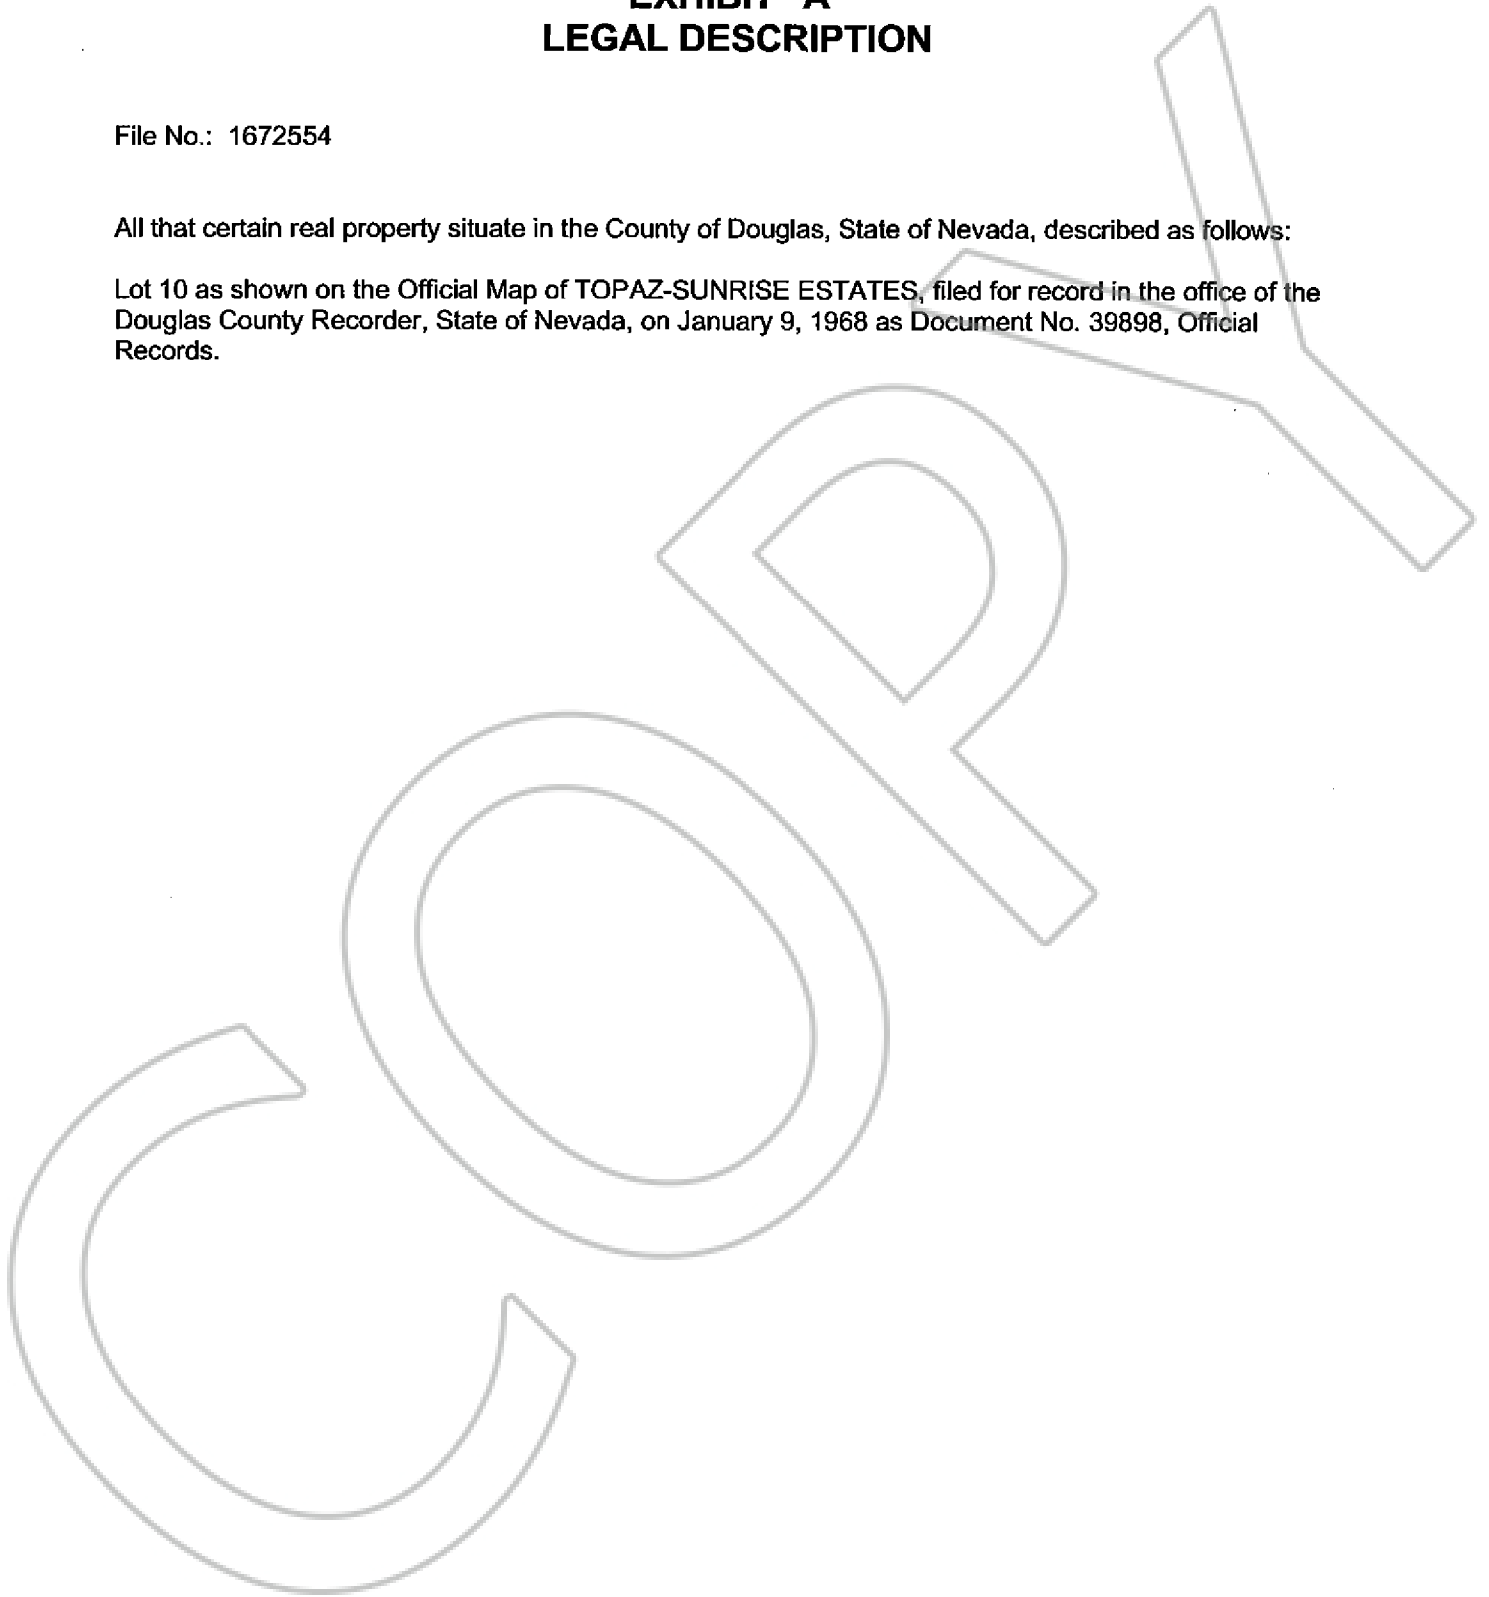 EXHIBIT "A"
LEGAL DESCRIPTION
File No.: 1672554
All that certain real property situate in the County of Douglas, State of Nevada, described as follows:
Lot 10 as shown on the Official Map of TOPAZ-SUNRISE ESTATES, filed for record in the office of the
Douglas County Recorder, State of Nevada, on January 9, 1968 as Document No. 39898, Official
Records.
COPY